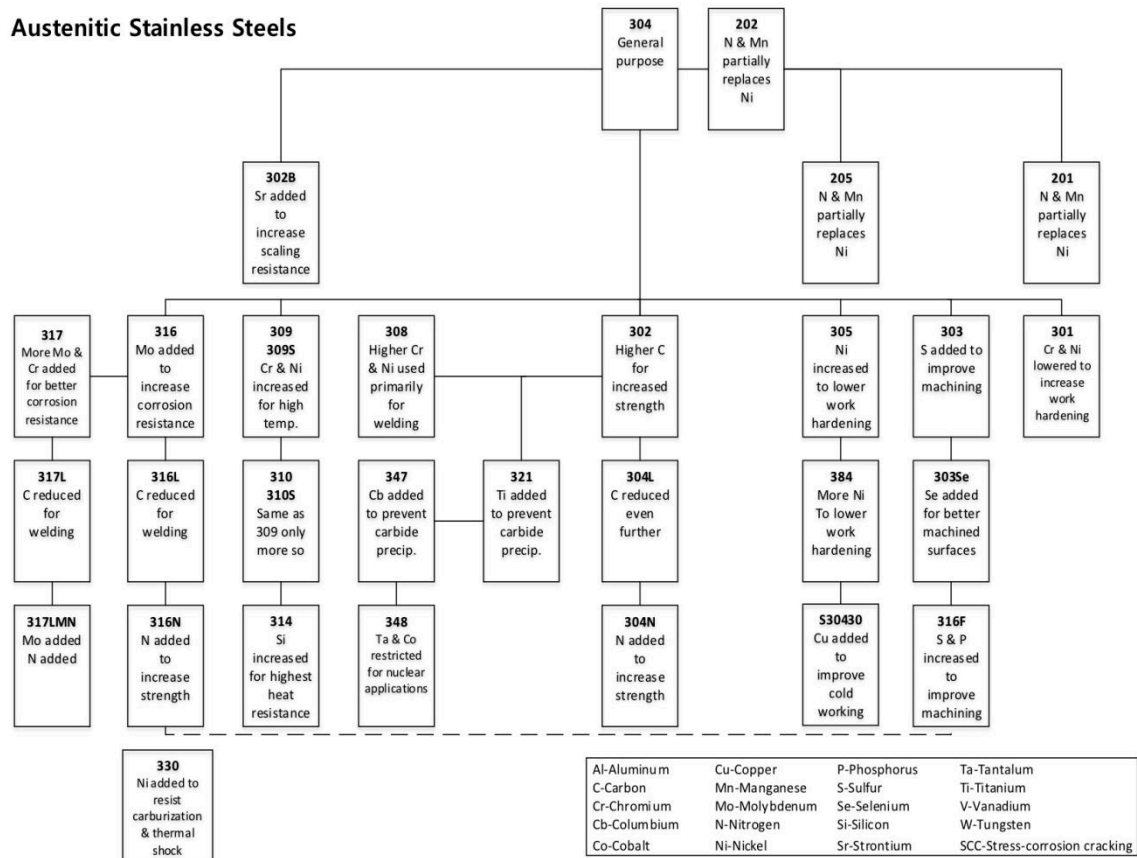 Austenitic Stainless Steels
304
General
purpose
202
N & Mn
partially
replaces
Ni
302B
Sr added
to
increase
scaling
resistance
205
N & Mn
partially
replaces
Ni
201
N & Mn
partially
replaces
Ni
317
More Mo &
Cr added
for better
corrosion
resistance
316
Mo added
to
increase
corrosion
resistance
309
309S
Cr & Ni
increased
for high
temp.
308
Higher Cr
& Ni used
primarily
for
welding
302
Higher C
for
increased
strength
305
Ni
increased
to lower
work
hardening
303
S added to
improve
machining
301
Cr & Ni
lowered to
increase
work
hardening
317L
C reduced
for
welding
316L
C reduced
for
welding
310
310S
Same as
309 only
more so
347
Cb added
to prevent
carbide
precip.
321
Ti added
to prevent
carbide
precip.
304L
C reduced
even
further
384
More Ni
To lower
work
hardening
303Se
Se added
for better
machined
surfaces
317LMN
Mo added
N added
316N
N added
to
increase
strength
314
Si
increased
for highest
heat
resistance
348
Ta & Co
restricted
for nuclear
applications
304N
N added
to increase
strength
S30430
Cu added
to
improve
cold
working
316F
S & P
increased
to
improve
machining
330
Ni added to
resist
carburization
& thermal
shock
Al-Aluminum Cu-Copper P-Phosphorus Ta-Tantalum
C-Carbon Mn-Manganese S-Sulfur Ti-Titanium
Cr-Chromium Mo-Molybdenum Se-Selenium V-Vanadium
Cb-Columbium N-Nitrogen Si-Silicon W-Tungsten
Co-Cobalt Ni-Nickel Sr-Strontium SCC-Stress-corrosion cracking